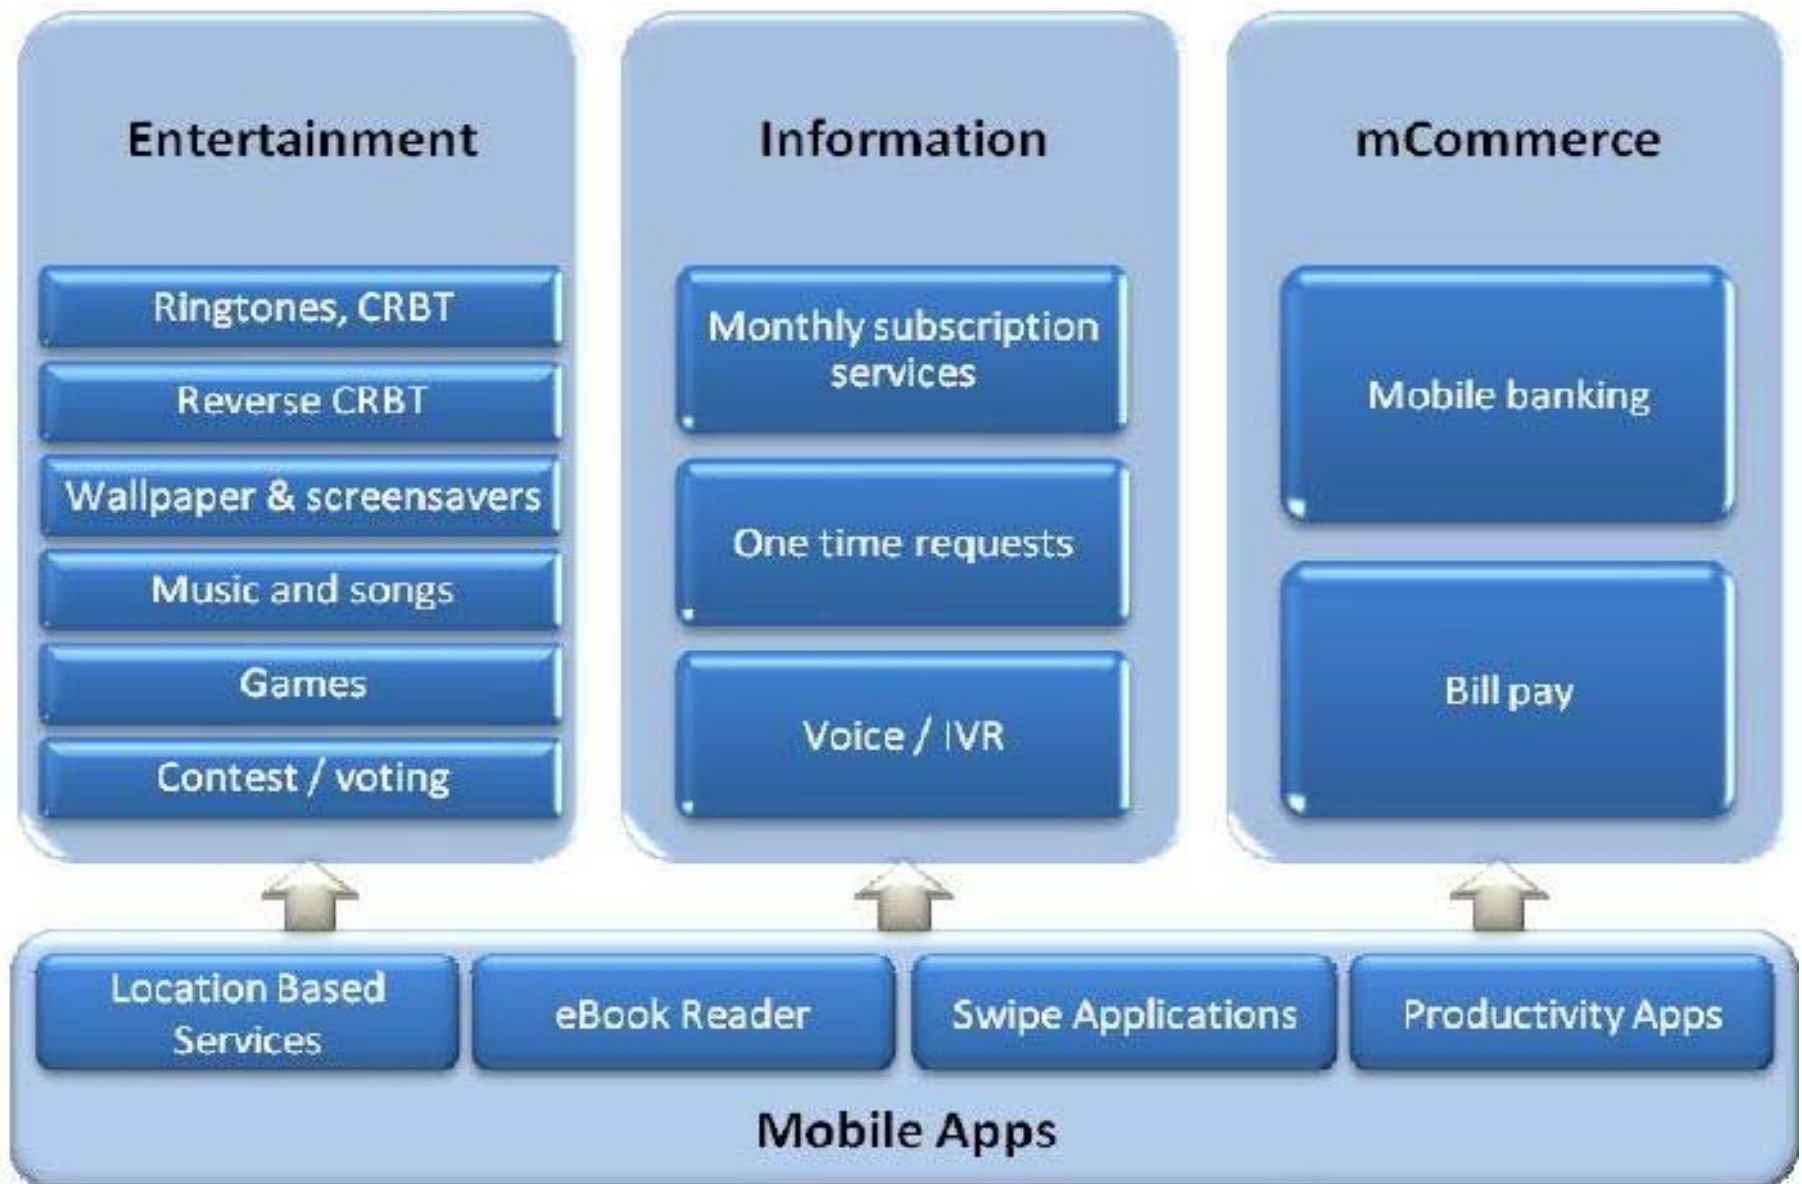 Entertainment
Ringtones, CRBT
Reverse CRBT
Wallpaper & screensavers
Music and songs
Games
Contest / voting
Information
Monthly subscription
services
One time requests
Voice / IVR
mCommerce
Mobile banking
Bill pay
Location Based
Services
eBook Reader
Swipe Applications
Productivity Apps
Mobile Apps